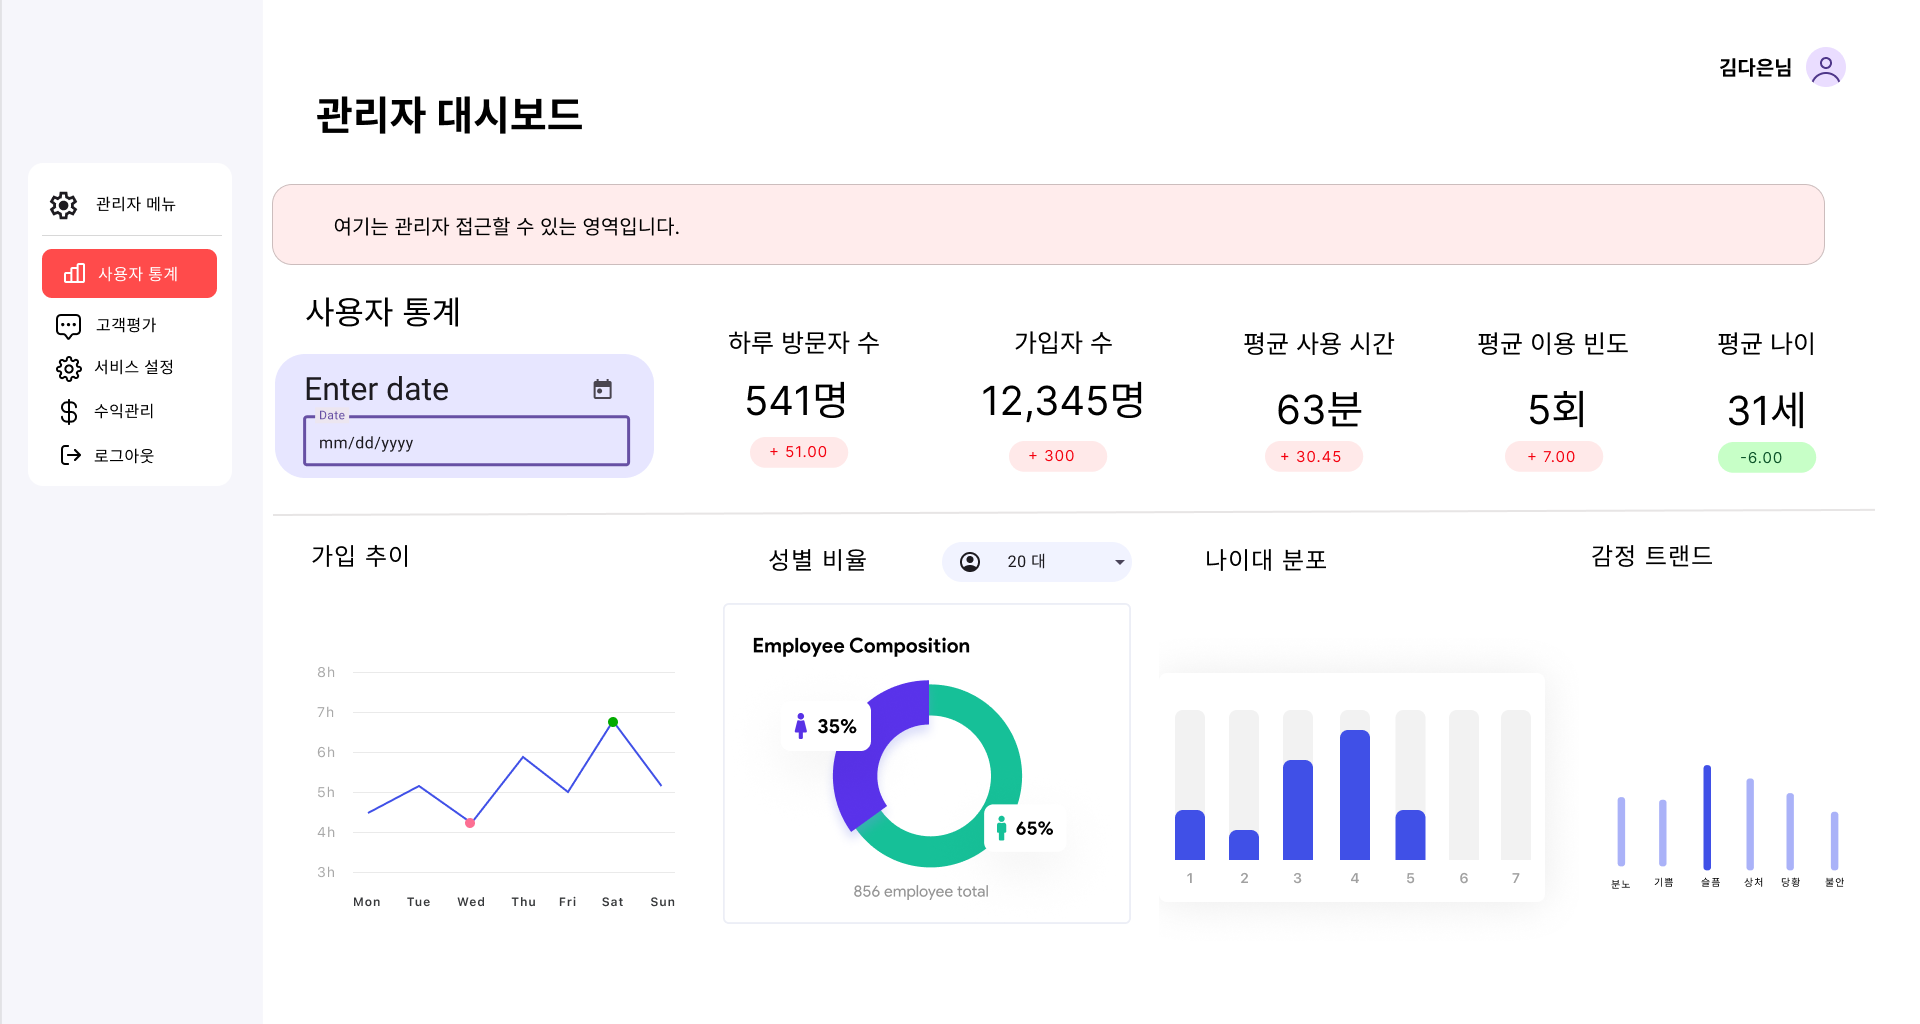 김다은님
관리자 대시보드
관리자 메뉴
사용자 통계
고객평가
서비스 설정
수익관리
로그아웃
여기는 관리자 접근할 수 있는 영역입니다.
사용자 통계
Enter date
Date
mm/dd/yyyy
하루 방문자 수
541명
+ 51.00
가입자 수
12,345명
+ 300
평균 사용 시간
63분
+ 30.45
평균 이용 빈도
5회
+ 7.00
평균 나이
31세
-6.00
가입 추이
8h
7h
6h
5h
4h
3h
Mon Tue Wed Thu Fri Sat Sun
성별 비율
20 대
Employee Composition
35%
65%
856 employee total
나이대 분포
1 2 3 4 5 6 7
감정 트랜드
분노 기쁨 슬픔 상처 당황 불안